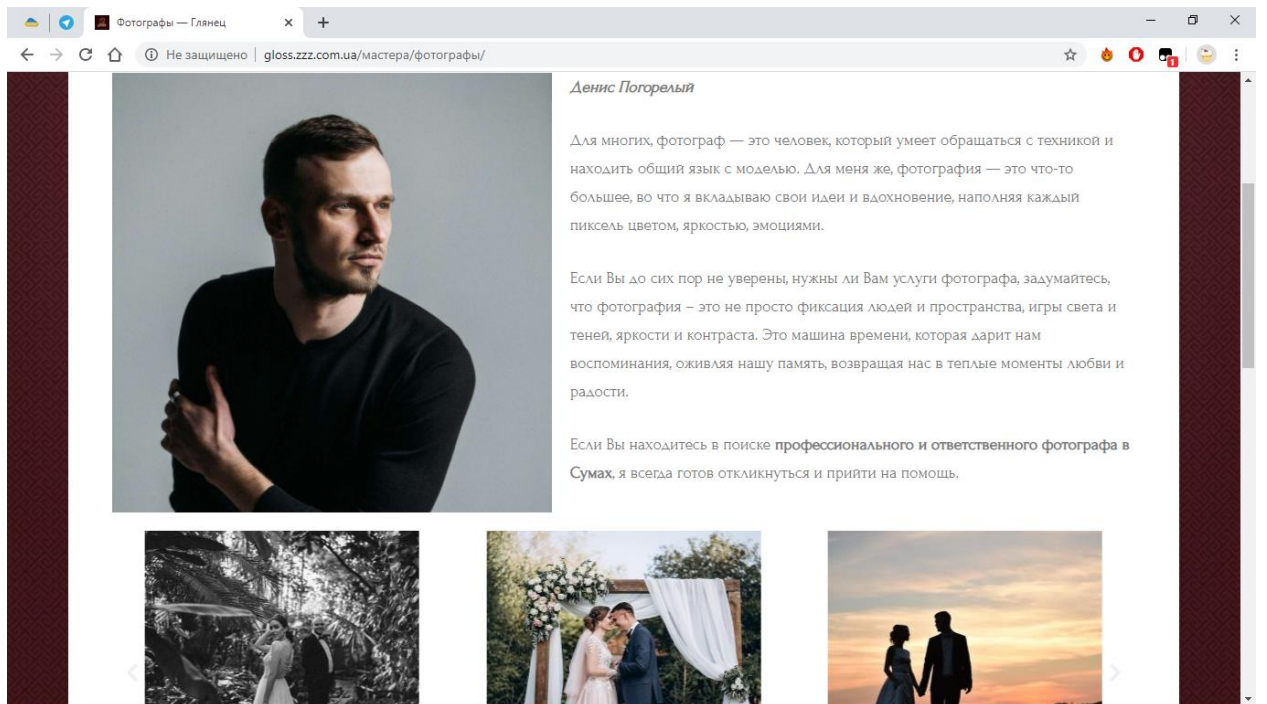 Фотографы — Глянец
Не защищено
gloss.zzz.com.ua/мастера/фотографы/
1
Денис Погорелый
Для многих, фотограф — это человек, который умеет обращаться с техникой и
находить общий язык с моделью. Для меня же, фотография — это что-то
большее, во что я вкладываю свои идеи и вдохновение, наполняя каждый
пиксель цветом, яркостью, эмоциями.
Если Вы до сих пор не уверены, нужны ли Вам услуги фотографа, задумайтесь,
что фотография – это не просто фиксация людей и пространства, игры света и
теней, яркости и контраста. Это машина времени, которая дарит нам
воспоминания, оживляя нашу память, возвращая нас в теплые моменты любви и
радости.
Если Вы находитесь в поиске профессионального и ответственного фотографа в
Сумах, я всегда готов откликнуться и прийти на помощь.